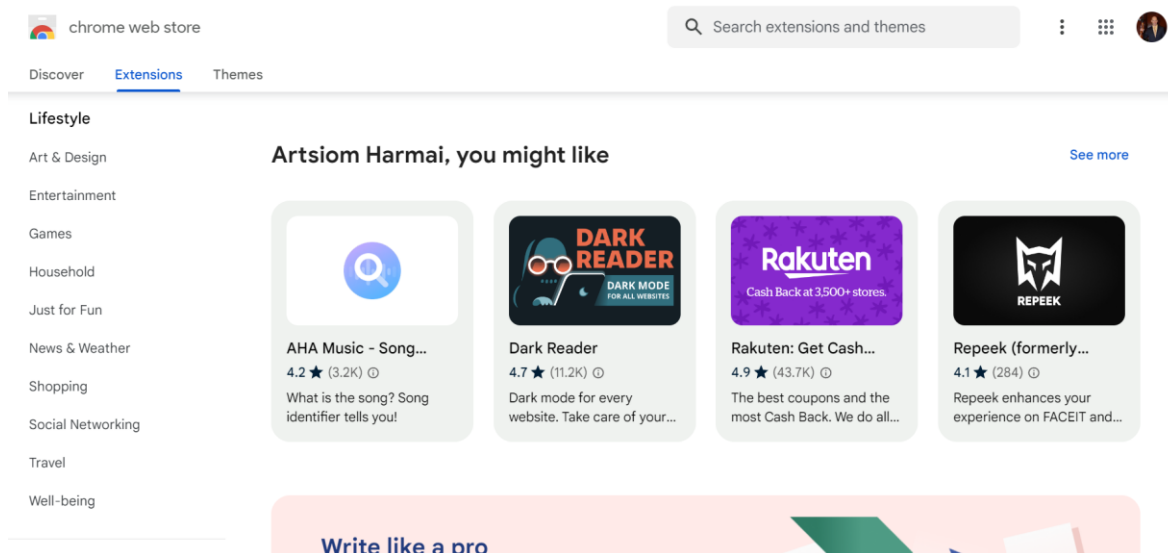 chrome web store
Search extensions and themes
Discover
Extensions
Themes
Lifestyle
Art & Design
Entertainment
Games
Household
Just for Fun
News & Weather
Shopping
Social Networking
Travel
Well-being
Artsiom Harmai, you might like
See more
AHA Music - Song...
4.2 ★ (3.2K)
What is the song? Song
identifier tells you!
DARK
READER
DARK MODE
FOR ALL WEBSITES
Dark Reader
4.7 ★ (11.2K)
Dark mode for every
website. Take care of your...
Rakuten
Cash Back at 3,500+ stores.
Rakuten: Get Cash...
4.9 ★ (43.7K)
The best coupons and the
most Cash Back. We do all...
REPEEK
Repeek (formerly...
4.1 ★ (284)
Repeek enhances your
experience on FACEIT and...
Write like a pro